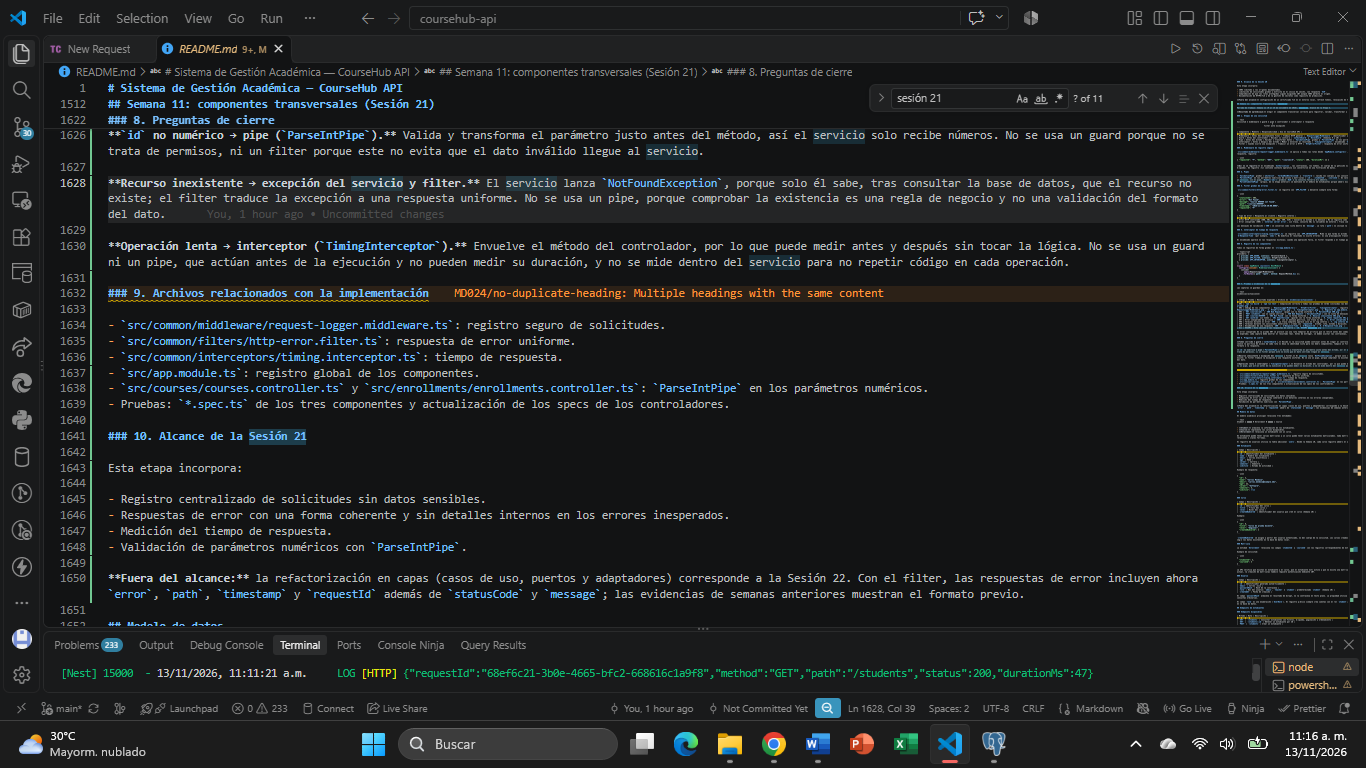 File Edit Selection View Go Run ··· coursehub-api
TC New Request README.md 9+, M
README.md > # Sistema de Gestión Académica — CourseHub API > ## Semana 11: componentes transversales (Sesión 21) > ### 8. Preguntas de cierre Text Editor
sesión 21 Aa ab .* ? of 11
1 # Sistema de Gestión Académica — CourseHub API
1512 ## Semana 11: componentes transversales (Sesión 21)
1622 ### 8. Preguntas de cierre
1626 **`id` no numérico → pipe (`ParseIntPipe`).** Valida y transforma el parámetro justo antes del método, así el servicio solo recibe números. No se usa un guard porque no se
trata de permisos, ni un filter porque este no evita que el dato inválido llegue al servicio.
1627
1628 **Recurso inexistente → excepción del servicio y filter.** El servicio lanza `NotFoundException`, porque solo él sabe, tras consultar la base de datos, que el recurso no
existe; el filter traduce la excepción a una respuesta uniforme. No se usa un pipe, porque comprobar la existencia es una regla de negocio y no una validación del formato
del dato. You, 1 hour ago • Uncommitted changes
1629
1630 **Operación lenta → interceptor (`TimingInterceptor`).** Envuelve el método del controlador, por lo que puede medir antes y después sin tocar la lógica. No se usa un guard
ni un pipe, que actúan antes de la ejecución y no pueden medir su duración, y no se mide dentro del servicio para no repetir código en cada operación.
1631
1632 ### 9. Archivos relacionados con la implementación MD024/no-duplicate-heading: Multiple headings with the same content
1633
1634 - `src/common/middleware/request-logger.middleware.ts`: registro seguro de solicitudes.
1635 - `src/common/filters/http-error.filter.ts`: respuesta de error uniforme.
1636 - `src/common/interceptors/timing.interceptor.ts`: tiempo de respuesta.
1637 - `src/app.module.ts`: registro global de los componentes.
1638 - `src/courses/courses.controller.ts` y `src/enrollments/enrollments.controller.ts`: `ParseIntPipe` en los parámetros numéricos.
1639 - Pruebas: `*.spec.ts` de los tres componentes y actualización de los specs de los controladores.
1640
1641 ### 10. Alcance de la Sesión 21
1642
1643 Esta etapa incorpora:
1644
1645 - Registro centralizado de solicitudes sin datos sensibles.
1646 - Respuestas de error con una forma coherente y sin detalles internos en los errores inesperados.
1647 - Medición del tiempo de respuesta.
1648 - Validación de parámetros numéricos con `ParseIntPipe`.
1649
1650 **Fuera del alcance:** la refactorización en capas (casos de uso, puertos y adaptadores) corresponde a la Sesión 22. Con el filter, las respuestas de error incluyen ahora
`error`, `path`, `timestamp` y `requestId` además de `statusCode` y `message`; las evidencias de semanas anteriores muestran el formato previo.
1651
1652 ## Modelo de datos
30
Problems 233 Output Debug Console Terminal Ports Console Ninja Query Results
[Nest] 15000 - 13/11/2026, 11:11:21 a.m. LOG [HTTP] {"requestId":"68ef6c21-3b0e-4665-bfc2-668616c1a9f8","method":"GET","path":"/students","status":200,"durationMs":47}
node
powersh...
main* Launchpad 0 233 Connect Live Share You, 1 hour ago Not Committed Yet Ln 1628, Col 39 Spaces: 2 UTF-8 CRLF Markdown Go Live Ninja Prettier
30°C
Mayorm. nublado
Buscar
11:16 a. m.
13/11/2026